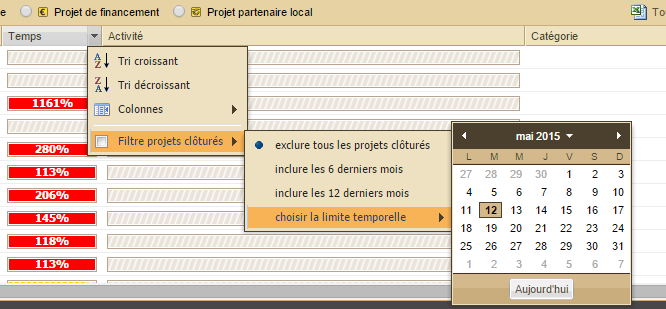 e Projet de financement Projet partenaire local Tou
Temps Activité Catégorie
Tri croissant
Tri décroissant
Colonnes
Filtre projets clôturés
1161%
280%
113%
206%
145%
118%
113%
exclure tous les projets clôturés
inclure les 6 derniers mois
inclure les 12 derniers mois
choisir la limite temporelle
mai 2015
L M M J V S D
27 28 29 30 1 2 3
4 5 6 7 8 9 10
11 12 13 14 15 16 17
18 19 20 21 22 23 24
25 26 27 28 29 30 31
1 2 3 4 5 6 7
Aujourd'hui